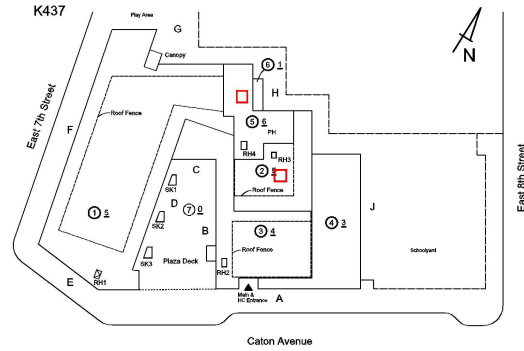 K437
Play Area
G
Canopy
N
East 7th Street
F
Roof Fence
6 1
H
5 6
PH
RH4
RH3
2
Roof Fence
C
SK1
D
7 0
SK2
B
1 5
SK3
Plaza Deck
3 4
Roof Fence
4 3
J
Schoolyard
East 8th Street
E
RH1
RH2
Main &
HC Entrance
A
Caton Avenue